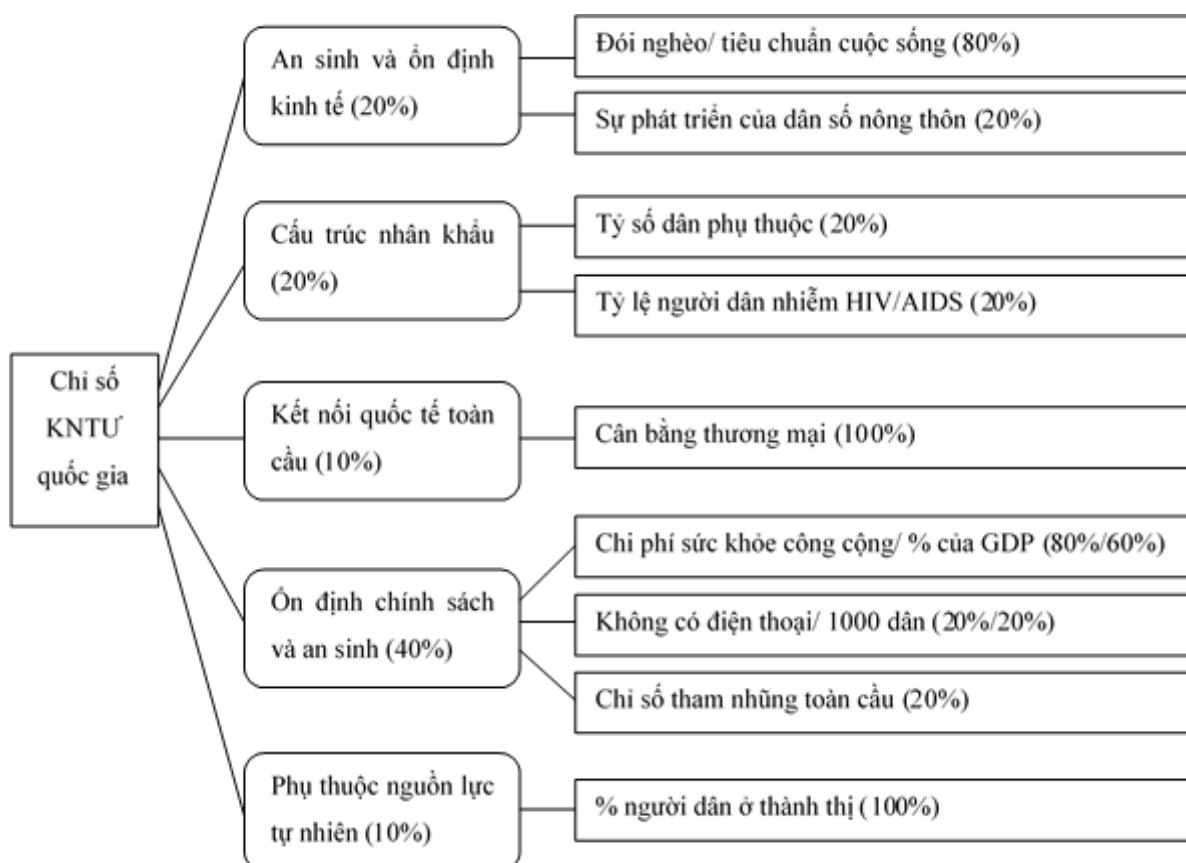 Chỉ số
KNTƯ
quốc gia
An sinh và ổn định
kinh tế (20%)
Đói nghèo/ tiêu chuẩn cuộc sống (80%)
Sự phát triển của dân số nông thôn (20%)
Cấu trúc nhân khẩu
(20%)
Tỷ số dân phụ thuộc (20%)
Tỷ lệ người dân nhiễm HIV/AIDS (20%)
Kết nối quốc tế toàn
cầu (10%)
Cân bằng thương mại (100%)
Ổn định chính sách
và an sinh (40%)
Chi phí sức khỏe công cộng/ % của GDP (80%/60%)
Không có điện thoại/ 1000 dân (20%/20%)
Chỉ số tham nhũng toàn cầu (20%)
Phụ thuộc nguồn lực
tự nhiên (10%)
% người dân ở thành thị (100%)